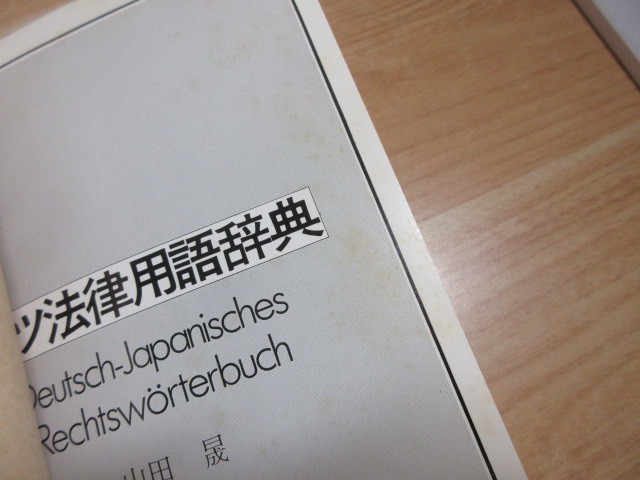 ツ法律用語辞典
Deutsch-Japanisches
Rechtswörterbuch
山田 晟